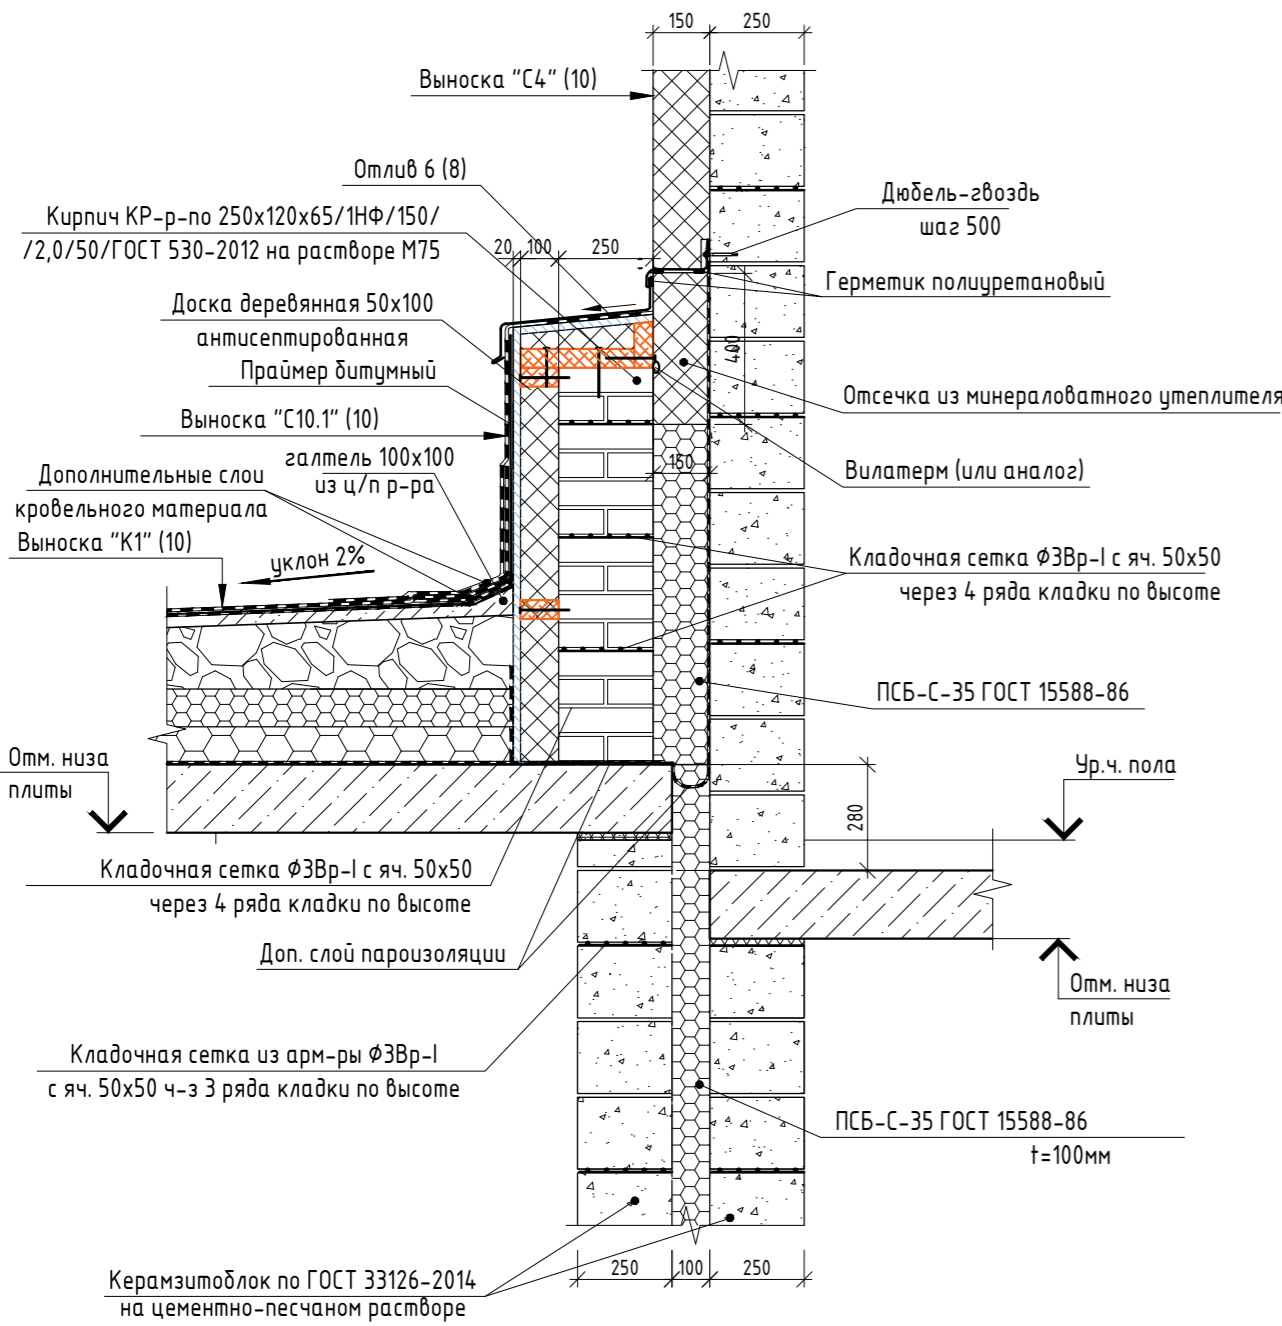 150
250
Выноска "С4" (10)
Отлив 6 (8)
Кирпич КР-р-по 250х120х65/1НФ/150/
/2,0/50/ГОСТ 530-2012 на растворе М75
20
100
250
Дюбель-гвоздь
шаг 500
Герметик полиуретановый
Доска деревянная 50х100
антисептированная
Праймер битумный
400
Отсечка из минераловатного утеплителя
Выноска "С10.1" (10)
галтель 100х100
из ц/п р-ра
150
Вилатерм (или аналог)
Дополнительные слои
кровельного материала
Выноска "К1" (10)
уклон 2%
Кладочная сетка Ф3Вр-I с яч. 50х50
через 4 ряда кладки по высоте
ПСБ-С-35 ГОСТ 15588-86
Отм. низа
плиты
Ур.ч. пола
280
Кладочная сетка Ф3Вр-I с яч. 50х50
через 4 ряда кладки по высоте
Доп. слой пароизоляции
Отм. низа
плиты
Кладочная сетка из арм-ры Ф3Вр-I
с яч. 50х50 ч-з 3 ряда кладки по высоте
ПСБ-С-35 ГОСТ 15588-86
t=100мм
250
100
250
Керамзитоблок по ГОСТ 33126-2014
на цементно-песчаном растворе